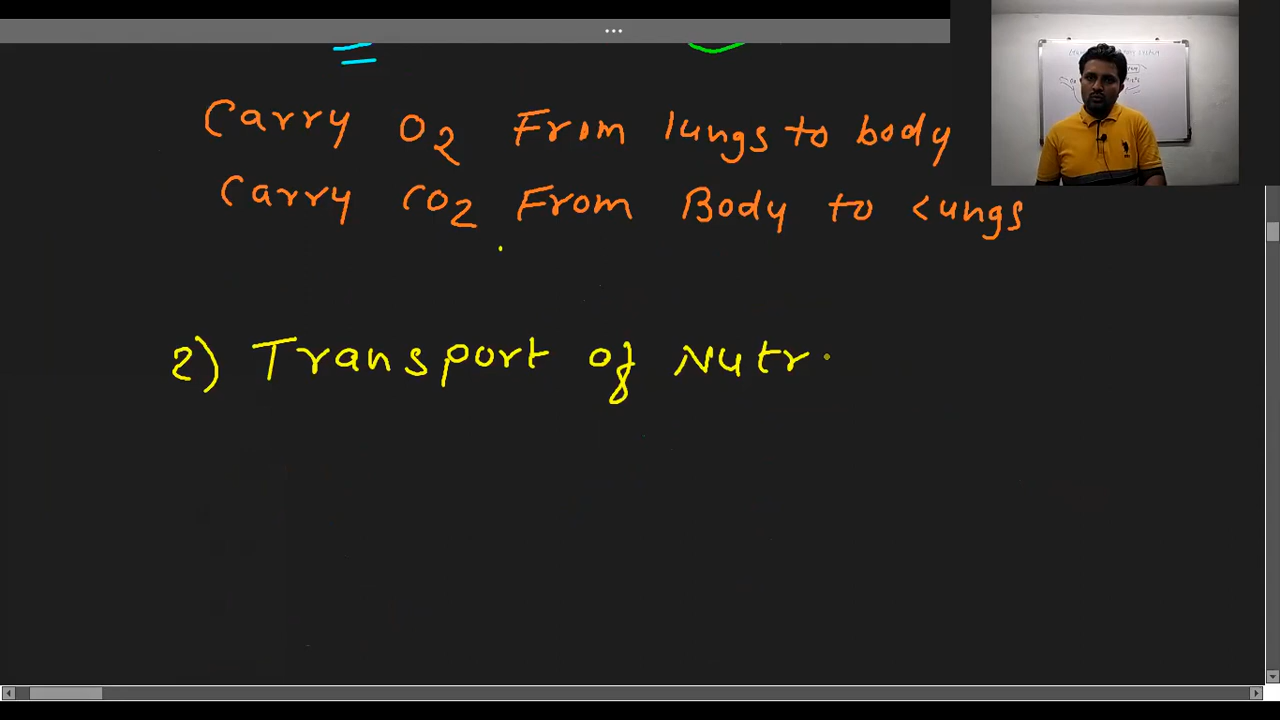 Carry O2 From lungs to body
Carry CO2 From Body to Lungs
2) Transport of Nutr